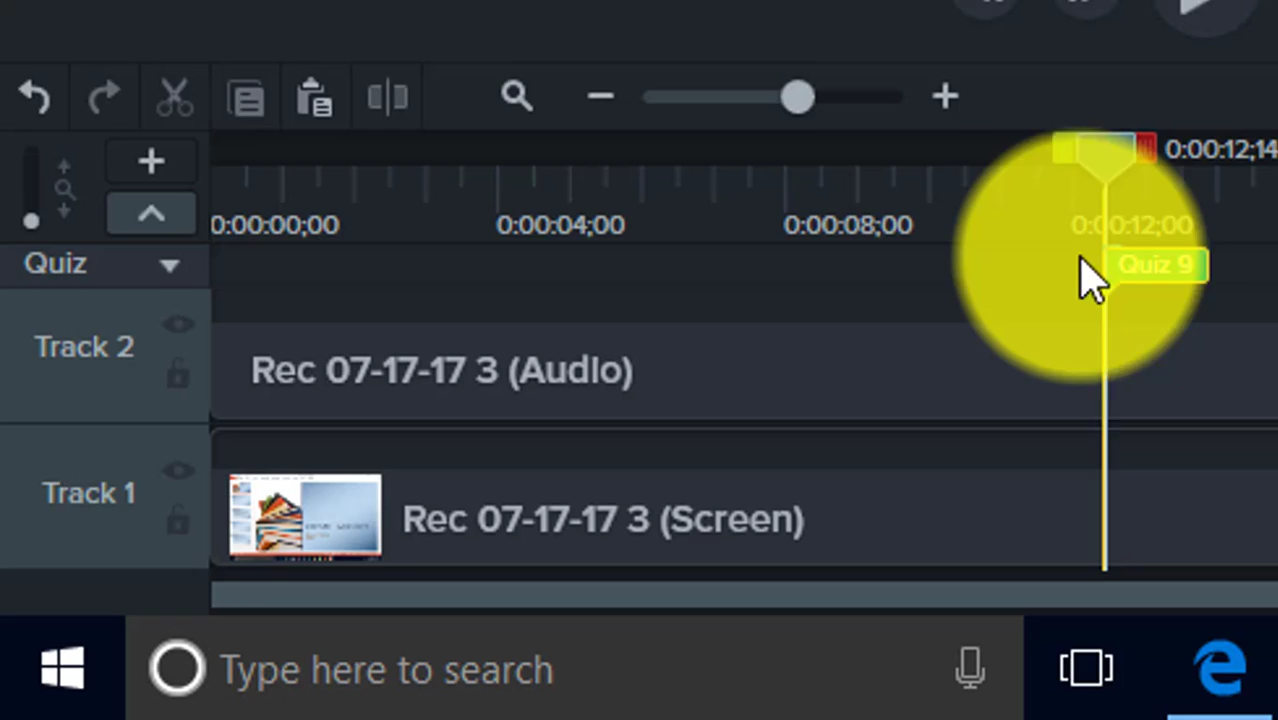 0:00:12;14
0:00:00;00 0:00:04;00 0:00:08;00 0:00:12;00
Quiz
Quiz 9
Track 2
Rec 07-17-17 3 (Audio)
Track 1
Rec 07-17-17 3 (Screen)
Type here to search